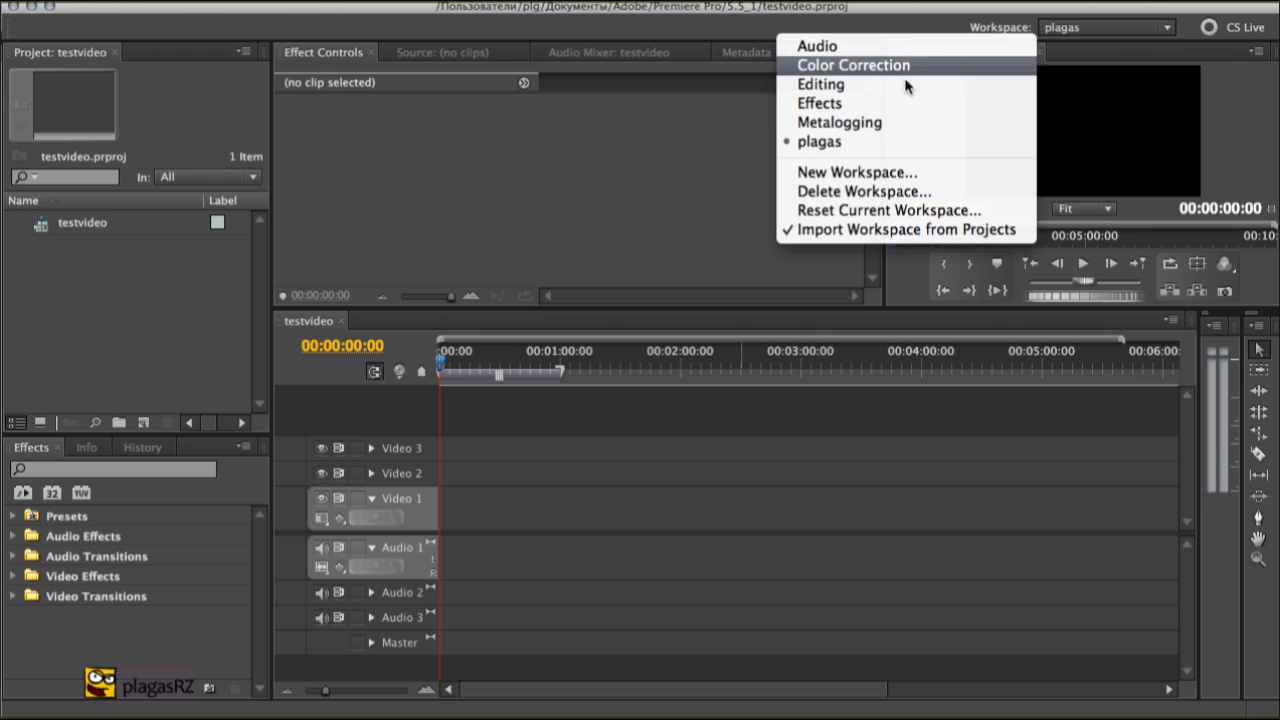 /Пользователи/plg/Документы/Adobe/Premiere Pro/5.5_1/testvideo.prproj
Workspace: plagas
CS Live
Project: testvideo
Effect Controls
Source: (no clips)
Audio Mixer: testvideo
Metadata
Audio
Color Correction
Editing
Effects
Metalogging
plagas
New Workspace...
Delete Workspace...
Reset Current Workspace...
Import Workspace from Projects
(no clip selected)
testvideo.prproj
1 Item
In: All
Name
Label
testvideo
Fit
00:00:00:00
00:05:00:00
00:10:
00:00:00:00
testvideo
00:00:00:00
:00:00
00:01:00:00
00:02:00:00
00:03:00:00
00:04:00:00
00:05:00:00
00:06:00:
Video 3
Video 2
Video 1
Audio 1
L
R
Audio 2
Audio 3
Master
Effects
Info
History
32
YUV
Presets
Audio Effects
Audio Transitions
Video Effects
Video Transitions
plagasRZ